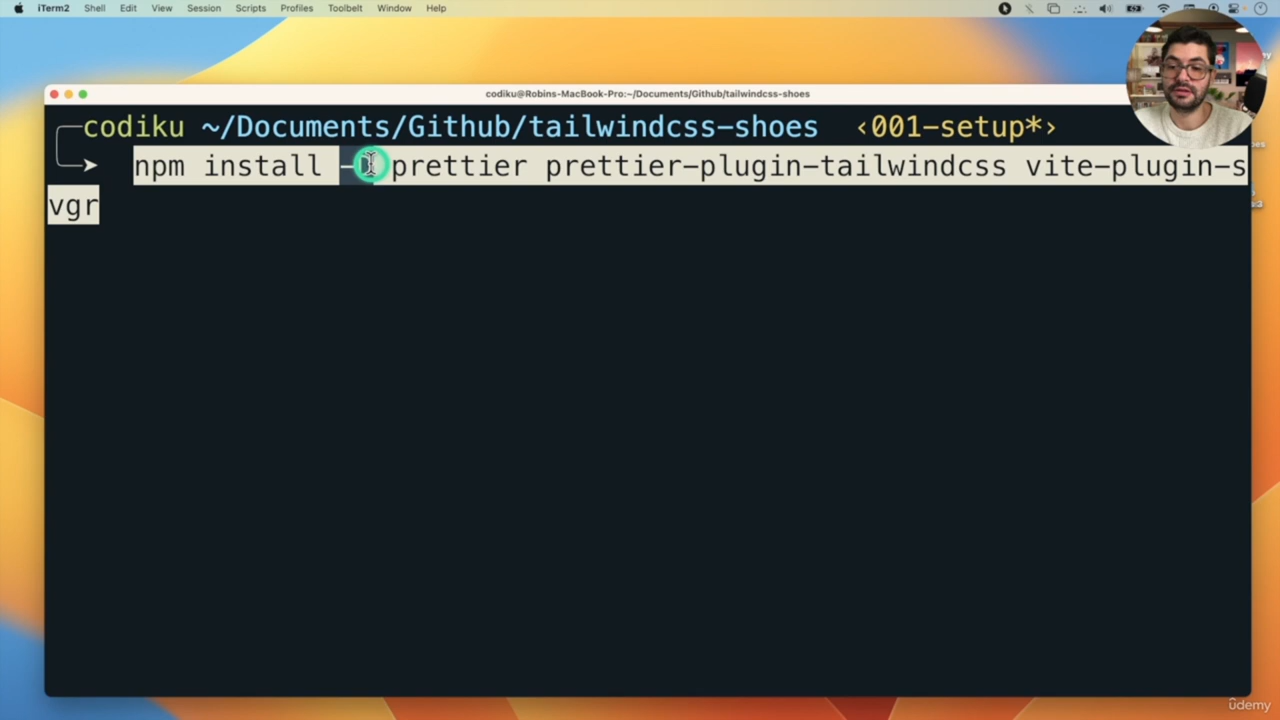 iTerm2 Shell Edit View Session Scripts Profiles Toolbelt Window Help
codiku@Robins-MacBook-Pro:~/Documents/Github/tailwindcss-shoes
codiku ~/Documents/Github/tailwindcss-shoes ‹001-setup*›
npm install -D prettier prettier-plugin-tailwindcss vite-plugin-s
vgr
ûdemy